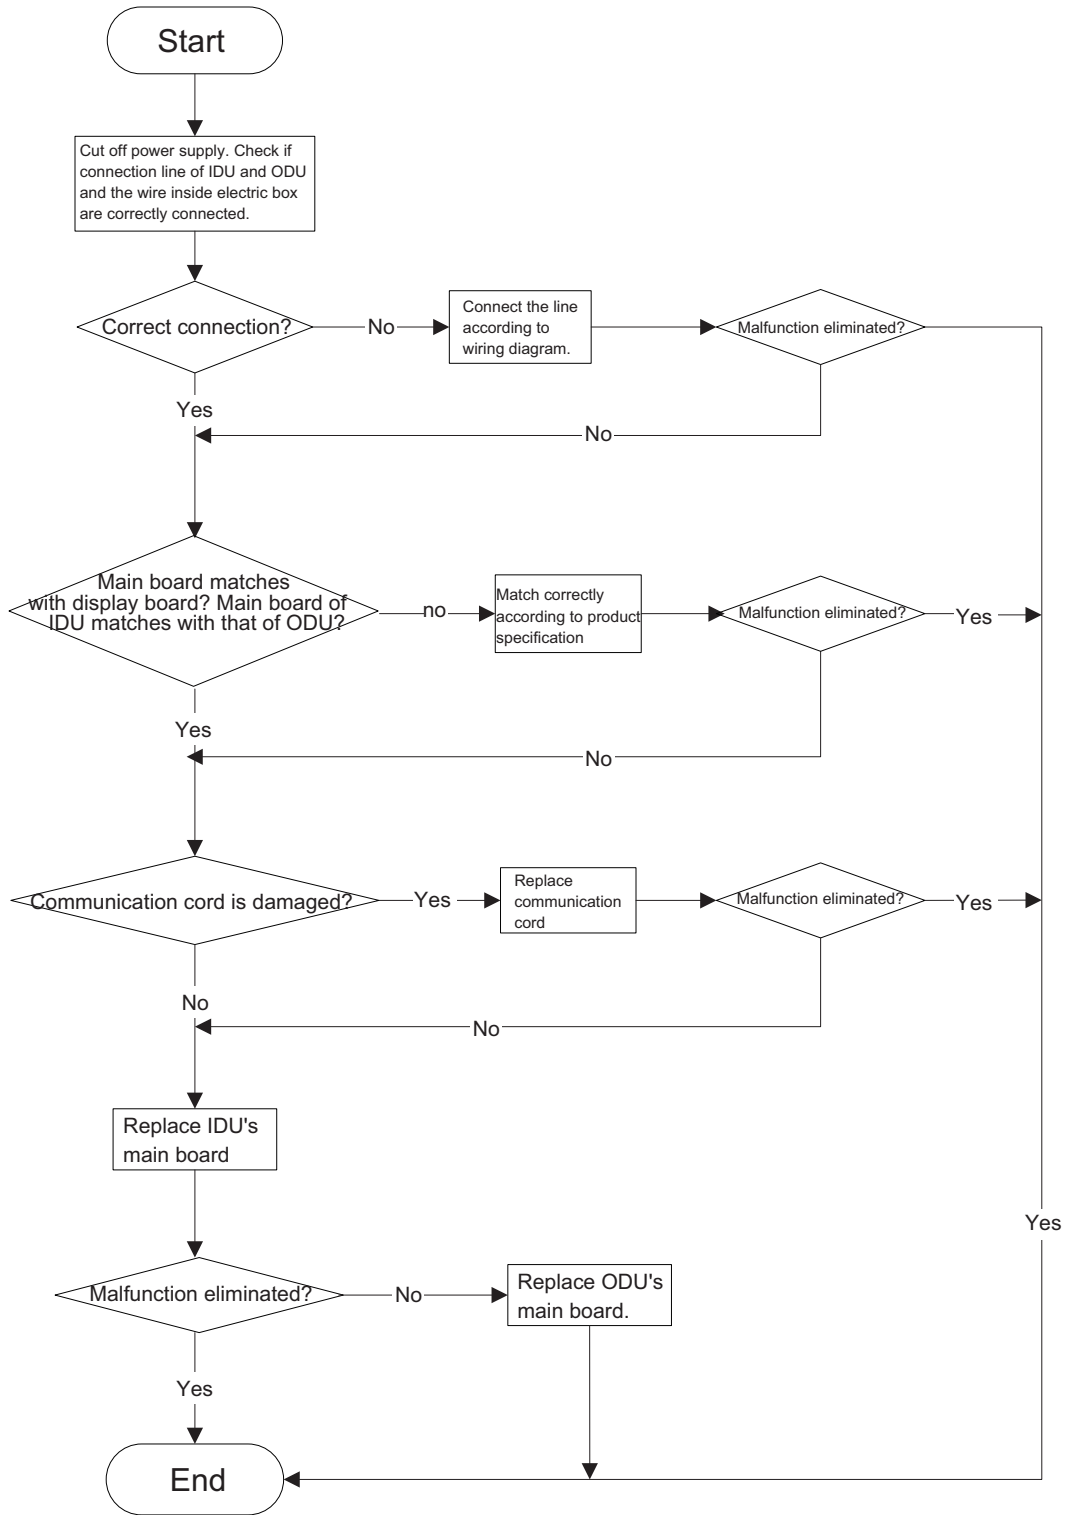 Start
Cut off power supply. Check if
connection line of IDU and ODU
and the wire inside electric box
are correctly connected.
Correct connection?
No
Connect the line
according to
wiring diagram.
Malfunction eliminated?
Yes
No
Main board matches
with display board? Main board of
IDU matches with that of ODU?
no
Match correctly
according to product
specification
Malfunction eliminated?
Yes
Yes
No
Communication cord is damaged?
Yes
Replace
communication
cord
Malfunction eliminated?
Yes
No
No
Replace IDU's
main board
Yes
Malfunction eliminated?
No
Replace ODU's
main board.
Yes
End